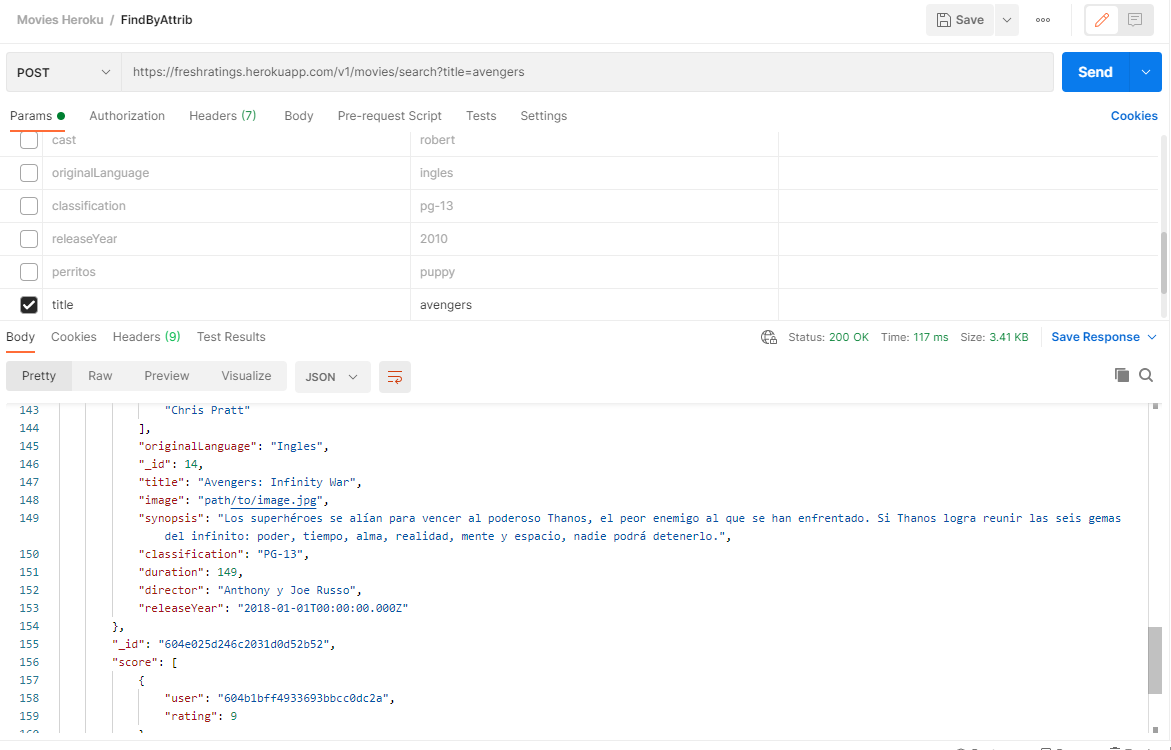 Movies Heroku / FindByAttrib Save
POST https://freshratings.herokuapp.com/v1/movies/search?title=avengers Send
Params Authorization Headers (7) Body Pre-request Script Tests Settings Cookies
cast robert
originalLanguage ingles
classification pg-13
releaseYear 2010
perritos puppy
title avengers
Body Cookies Headers (9) Test Results Status: 200 OK Time: 117 ms Size: 3.41 KB Save Response
Pretty Raw Preview Visualize JSON
143 "Chris Pratt"
144 ],
145 "originalLanguage": "Ingles",
146 "_id": 14,
147 "title": "Avengers: Infinity War",
148 "image": "path/to/image.jpg",
149 "synopsis": "Los superhéroes se alían para vencer al poderoso Thanos, el peor enemigo al que se han enfrentado. Si Thanos logra reunir las seis gemas
del infinito: poder, tiempo, alma, realidad, mente y espacio, nadie podrá detenerlo.",
150 "classification": "PG-13",
151 "duration": 149,
152 "director": "Anthony y Joe Russo",
153 "releaseYear": "2018-01-01T00:00:00.000Z"
154 },
155 "_id": "604e025d246c2031d0d52b52",
156 "score": [
157 {
158 "user": "604b1bff4933693bbcc0dc2a",
159 "rating": 9